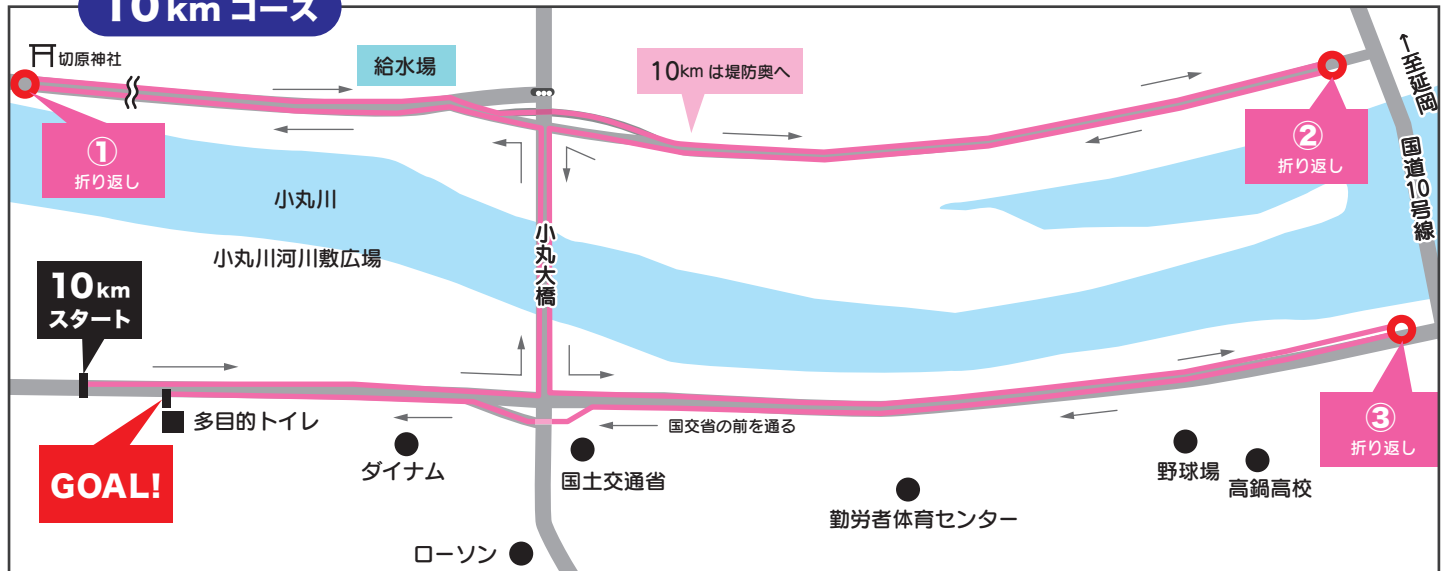 10km コース
切原神社
給水場
10kmは堤防奥へ
←至延岡
国道10号線
①
折り返し
②
折り返し
小丸川
小丸川河川敷広場
小丸大橋
10km
スタート
多目的トイレ
GOAL!
ダイナム
国土交通省
国交省の前を通る
③
折り返し
野球場
高鍋高校
勤労者体育センター
ローソン